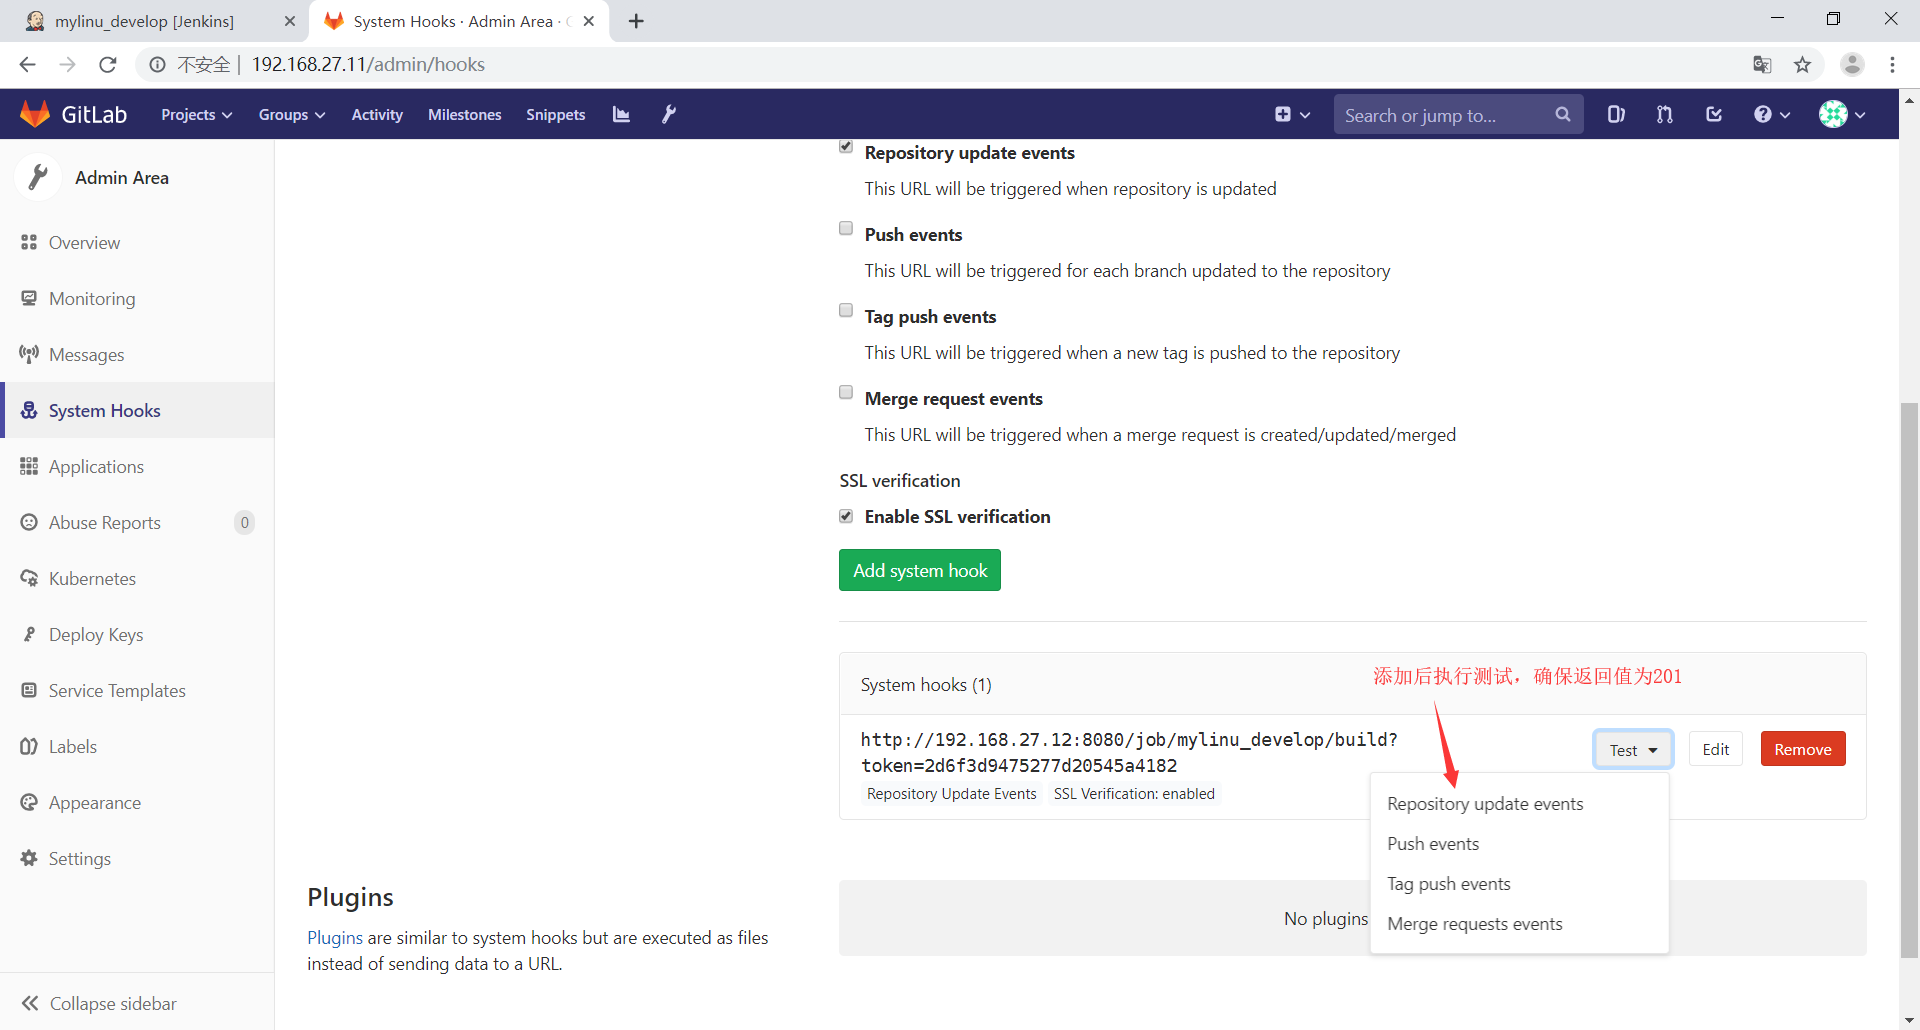 mylinu_develop [Jenkins]
System Hooks · Admin Area ·
不安全 | 192.168.27.11/admin/hooks
GitLab
Projects
Groups
Activity
Milestones
Snippets
Search or jump to...
Admin Area
Overview
Monitoring
Messages
System Hooks
Applications
Abuse Reports
0
Kubernetes
Deploy Keys
Service Templates
Labels
Appearance
Settings
Collapse sidebar
Repository update events
This URL will be triggered when repository is updated
Push events
This URL will be triggered for each branch updated to the repository
Tag push events
This URL will be triggered when a new tag is pushed to the repository
Merge request events
This URL will be triggered when a merge request is created/updated/merged
SSL verification
Enable SSL verification
Add system hook
System hooks (1)
添加后执行测试，确保返回值为201
http://192.168.27.12:8080/job/mylinu_develop/build?
token=2d6f3d9475277d20545a4182
Repository Update Events
SSL Verification: enabled
Test
Edit
Remove
Repository update events
Push events
Tag push events
Merge requests events
Plugins
Plugins are similar to system hooks but are executed as files
instead of sending data to a URL.
No plugins